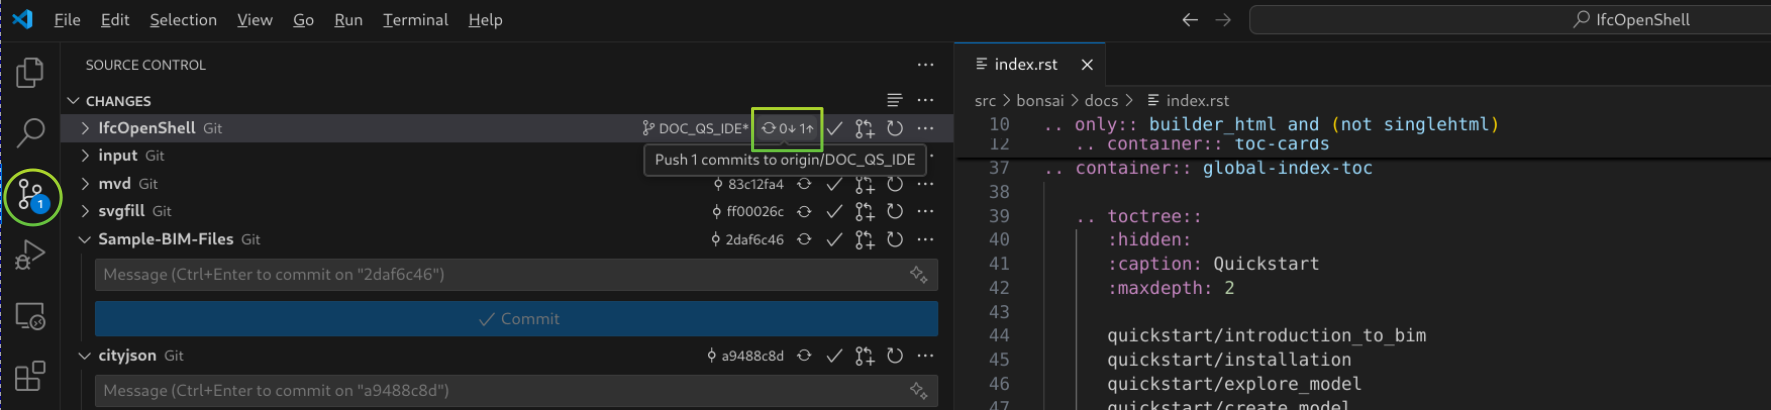 File Edit Selection View Go Run Terminal Help
IfcOpenShell
SOURCE CONTROL
CHANGES
IfcOpenShell Git DOC_QS_IDE* 0↓ 1↑
Push 1 commits to origin/DOC_QS_IDE
input Git
mvd Git 83c12fa4
svgfill Git ff00026c
Sample-BIM-Files Git 2daf6c46
Message (Ctrl+Enter to commit on "2daf6c46")
Commit
cityjson Git a9488c8d
Message (Ctrl+Enter to commit on "a9488c8d")
1
index.rst
src > bonsai > docs > index.rst
10 .. only:: builder_html and (not singlehtml)
12 .. container:: toc-cards
37 .. container:: global-index-toc
38
39 .. toctree::
40 :hidden:
41 :caption: Quickstart
42 :maxdepth: 2
43
44 quickstart/introduction_to_bim
45 quickstart/installation
46 quickstart/explore_model
47 quickstart/create_model